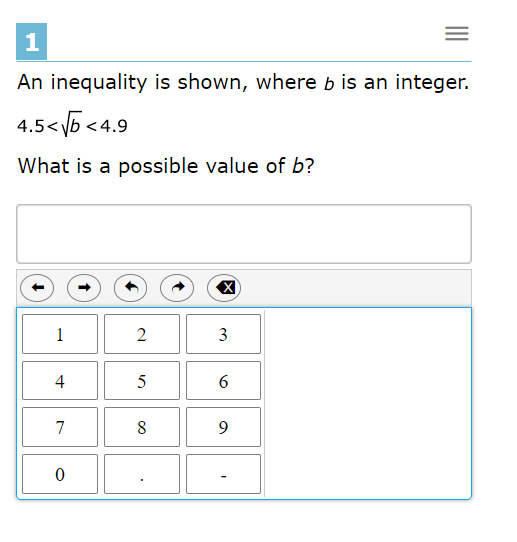 1
An inequality is shown, where b is an integer.
4.5<√b <4.9
What is a possible value of b?
X
1 2 3
4 5 6
7 8 9
0 . -